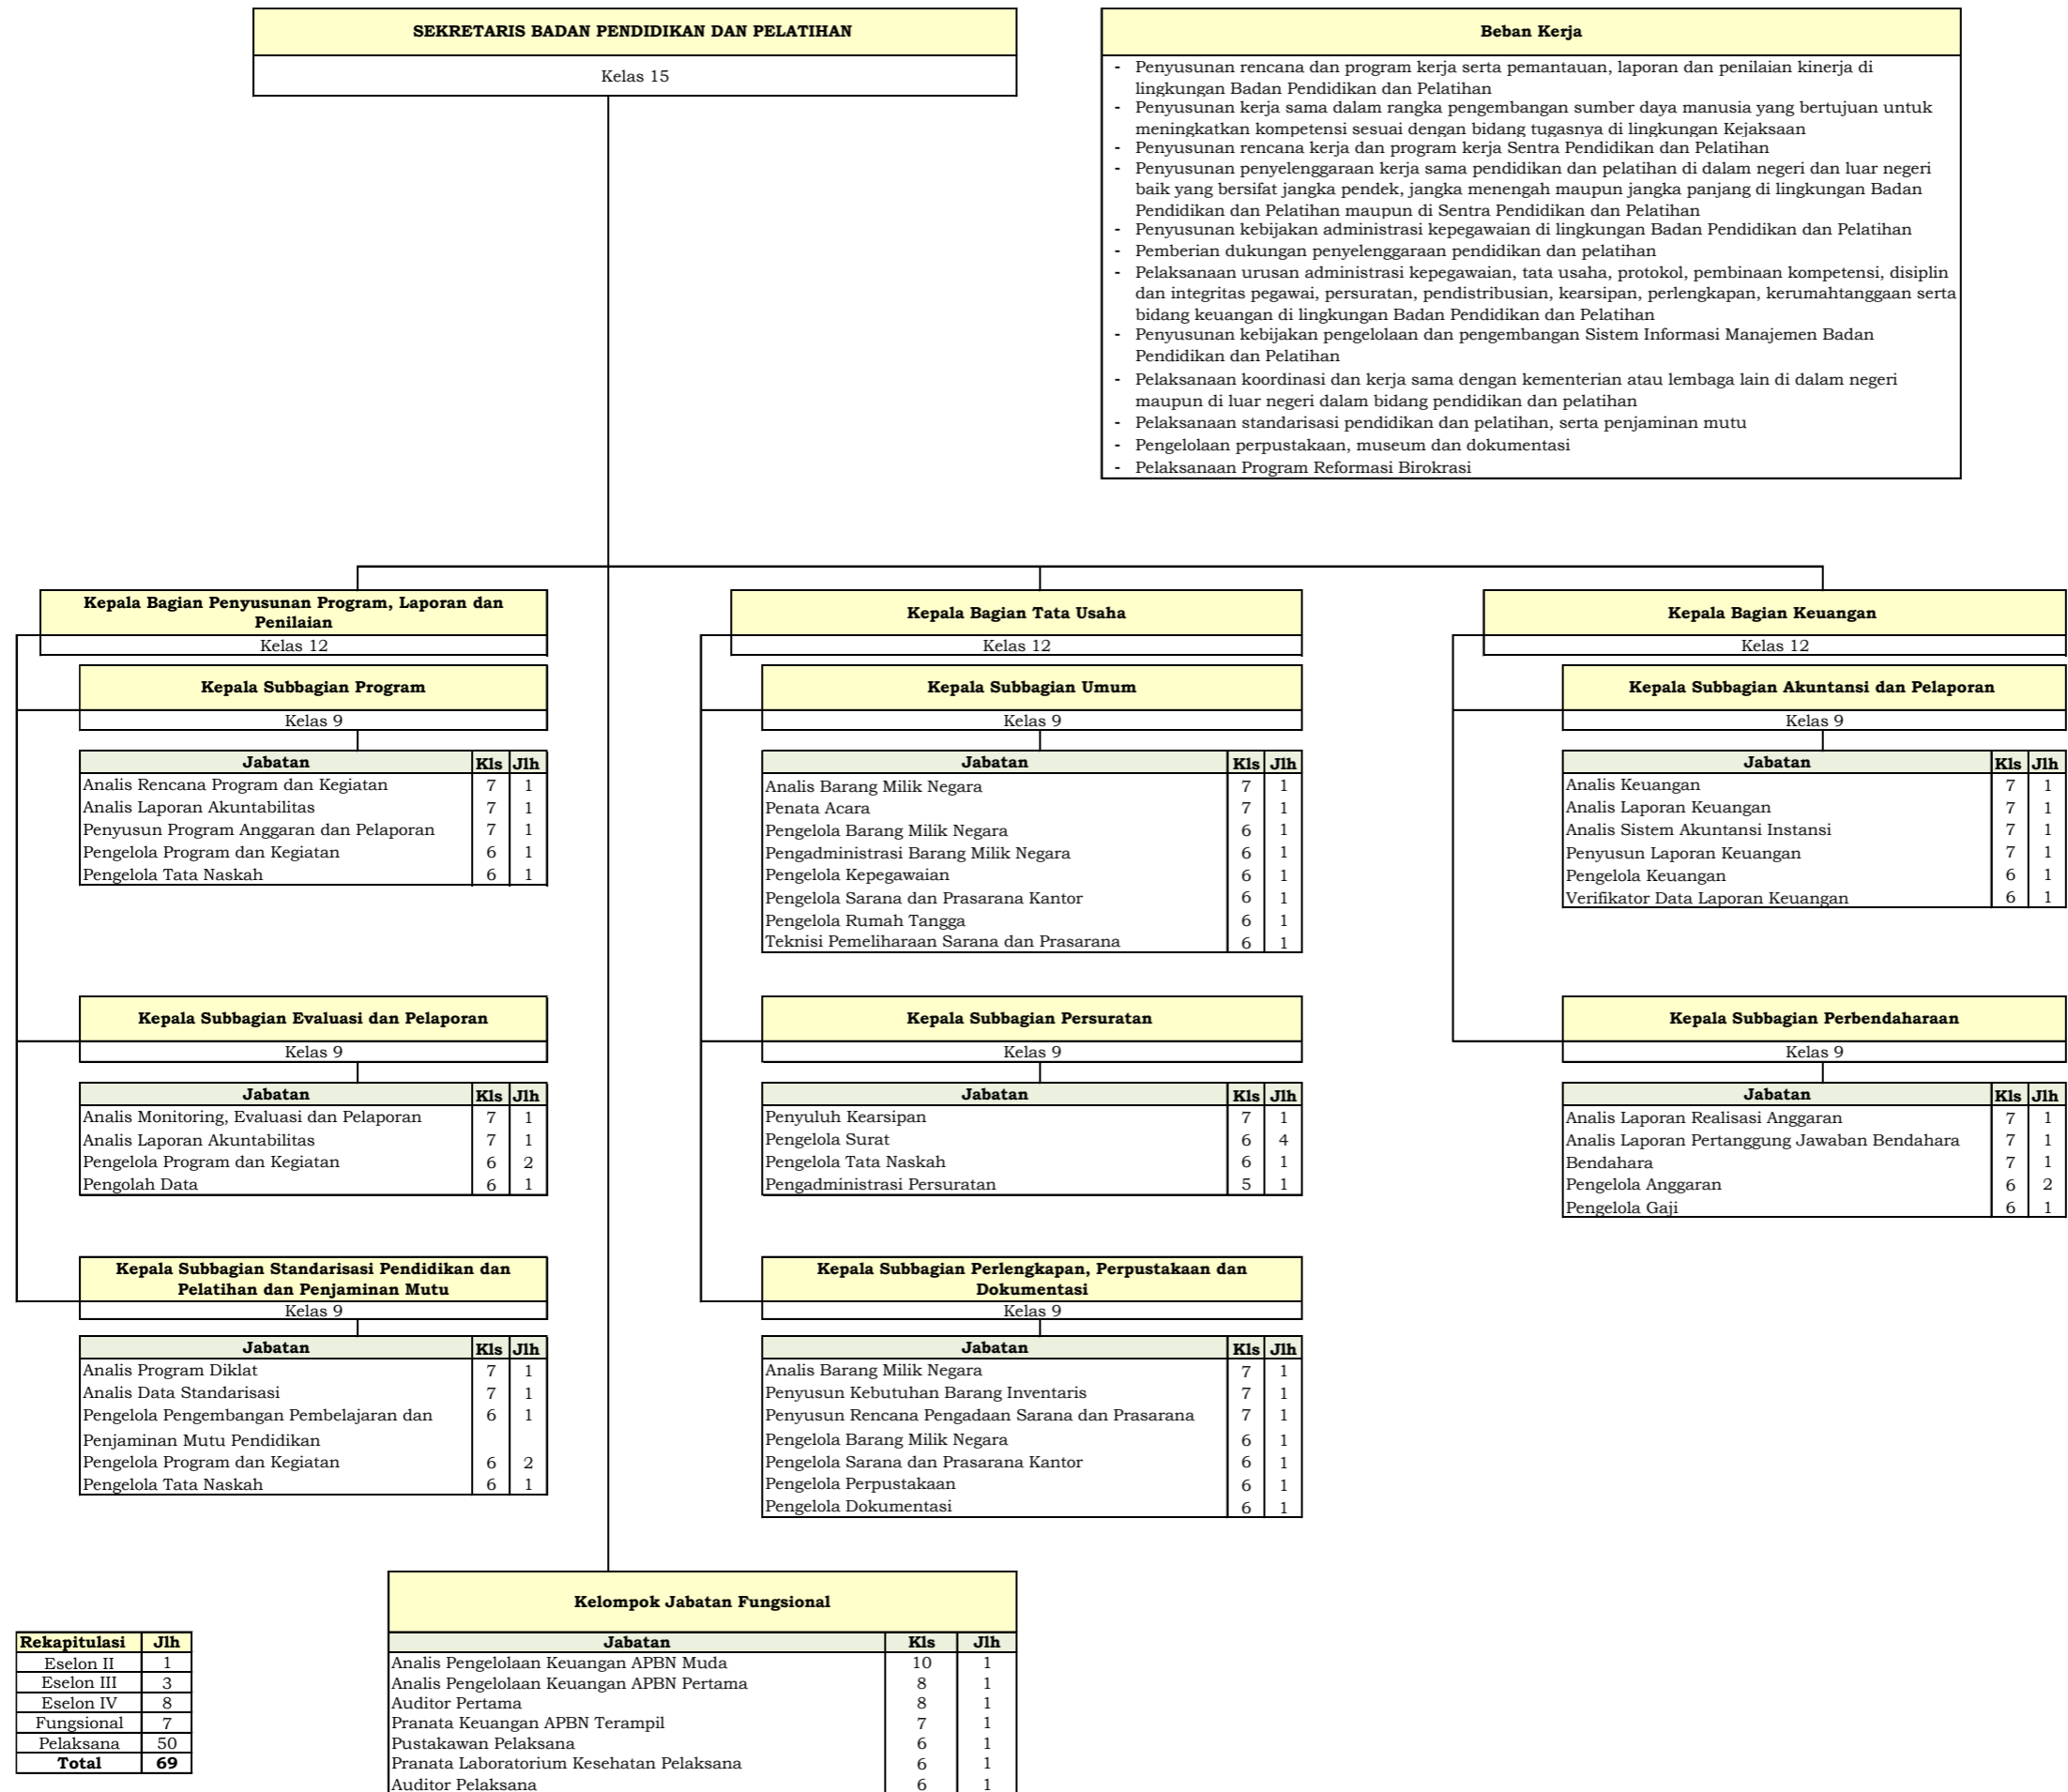 SEKRETARIS BADAN PENDIDIKAN DAN PELATIHAN
Kelas 15
Beban Kerja
- Penyusunan rencana dan program kerja serta pemantauan, laporan dan penilaian kinerja di
lingkungan Badan Pendidikan dan Pelatihan
- Penyusunan kerja sama dalam rangka pengembangan sumber daya manusia yang bertujuan untuk
meningkatkan kompetensi sesuai dengan bidang tugasnya di lingkungan Kejaksaan
- Penyusunan rencana kerja dan program kerja Sentra Pendidikan dan Pelatihan
- Penyusunan penyelenggaraan kerja sama pendidikan dan pelatihan di dalam negeri dan luar negeri
baik yang bersifat jangka pendek, jangka menengah maupun jangka panjang di lingkungan Badan
Pendidikan dan Pelatihan maupun di Sentra Pendidikan dan Pelatihan
- Penyusunan kebijakan administrasi kepegawaian di lingkungan Badan Pendidikan dan Pelatihan
- Pemberian dukungan penyelenggaraan pendidikan dan pelatihan
- Pelaksanaan urusan administrasi kepegawaian, tata usaha, protokol, pembinaan kompetensi, disiplin
dan integritas pegawai, persuratan, pendistribusian, kearsipan, perlengkapan, kerumahtanggaan serta
bidang keuangan di lingkungan Badan Pendidikan dan Pelatihan
- Penyusunan kebijakan pengelolaan dan pengembangan Sistem Informasi Manajemen Badan
Pendidikan dan Pelatihan
- Pelaksanaan koordinasi dan kerja sama dengan kementerian atau lembaga lain di dalam negeri
maupun di luar negeri dalam bidang pendidikan dan pelatihan
- Pelaksanaan standarisasi pendidikan dan pelatihan, serta penjaminan mutu
- Pengelolaan perpustakaan, museum dan dokumentasi
- Pelaksanaan Program Reformasi Birokrasi
Kepala Bagian Penyusunan Program, Laporan dan
Penilaian
Kelas 12
Kepala Subbagian Program
Kelas 9
Jabatan Kls Jlh
Analis Rencana Program dan Kegiatan 7 1
Analis Laporan Akuntabilitas 7 1
Penyusun Program Anggaran dan Pelaporan 7 1
Pengelola Program dan Kegiatan 6 1
Pengelola Tata Naskah 6 1
Kepala Subbagian Evaluasi dan Pelaporan
Kelas 9
Jabatan Kls Jlh
Analis Monitoring, Evaluasi dan Pelaporan 7 1
Analis Laporan Akuntabilitas 7 1
Pengelola Program dan Kegiatan 6 2
Pengolah Data 6 1
Kepala Subbagian Standarisasi Pendidikan dan
Pelatihan dan Penjaminan Mutu
Kelas 9
Jabatan Kls Jlh
Analis Program Diklat 7 1
Analis Data Standarisasi 7 1
Pengelola Pengembangan Pembelajaran dan 6 1
Penjaminan Mutu Pendidikan
Pengelola Program dan Kegiatan 6 2
Pengelola Tata Naskah 6 1
Kepala Bagian Tata Usaha
Kelas 12
Kepala Subbagian Umum
Kelas 9
Jabatan Kls Jlh
Analis Barang Milik Negara 7 1
Penata Acara 7 1
Pengelola Barang Milik Negara 6 1
Pengadministrasi Barang Milik Negara 6 1
Pengelola Kepegawaian 6 1
Pengelola Sarana dan Prasarana Kantor 6 1
Pengelola Rumah Tangga 6 1
Teknisi Pemeliharaan Sarana dan Prasarana 6 1
Kepala Subbagian Persuratan
Kelas 9
Jabatan Kls Jlh
Penyuluh Kearsipan 7 1
Pengelola Surat 6 4
Pengelola Tata Naskah 6 1
Pengadministrasi Persuratan 5 1
Kepala Subbagian Perlengkapan, Perpustakaan dan
Dokumentasi
Kelas 9
Jabatan Kls Jlh
Analis Barang Milik Negara 7 1
Penyusun Kebutuhan Barang Inventaris 7 1
Penyusun Rencana Pengadaan Sarana dan Prasarana 7 1
Pengelola Barang Milik Negara 6 1
Pengelola Sarana dan Prasarana Kantor 6 1
Pengelola Perpustakaan 6 1
Pengelola Dokumentasi 6 1
Kepala Bagian Keuangan
Kelas 12
Kepala Subbagian Akuntansi dan Pelaporan
Kelas 9
Jabatan Kls Jlh
Analis Keuangan 7 1
Analis Laporan Keuangan 7 1
Analis Sistem Akuntansi Instansi 7 1
Penyusun Laporan Keuangan 7 1
Pengelola Keuangan 6 1
Verifikator Data Laporan Keuangan 6 1
Kepala Subbagian Perbendaharaan
Kelas 9
Jabatan Kls Jlh
Analis Laporan Realisasi Anggaran 7 1
Analis Laporan Pertanggung Jawaban Bendahara 7 1
Bendahara 7 1
Pengelola Anggaran 6 2
Pengelola Gaji 6 1
Kelompok Jabatan Fungsional
Jabatan Kls Jlh
Analis Pengelolaan Keuangan APBN Muda 10 1
Analis Pengelolaan Keuangan APBN Pertama 8 1
Auditor Pertama 8 1
Pranata Keuangan APBN Terampil 7 1
Pustakawan Pelaksana 6 1
Pranata Laboratorium Kesehatan Pelaksana 6 1
Auditor Pelaksana 6 1
Rekapitulasi Jlh
Eselon II 1
Eselon III 3
Eselon IV 8
Fungsional 7
Pelaksana 50
Total 69